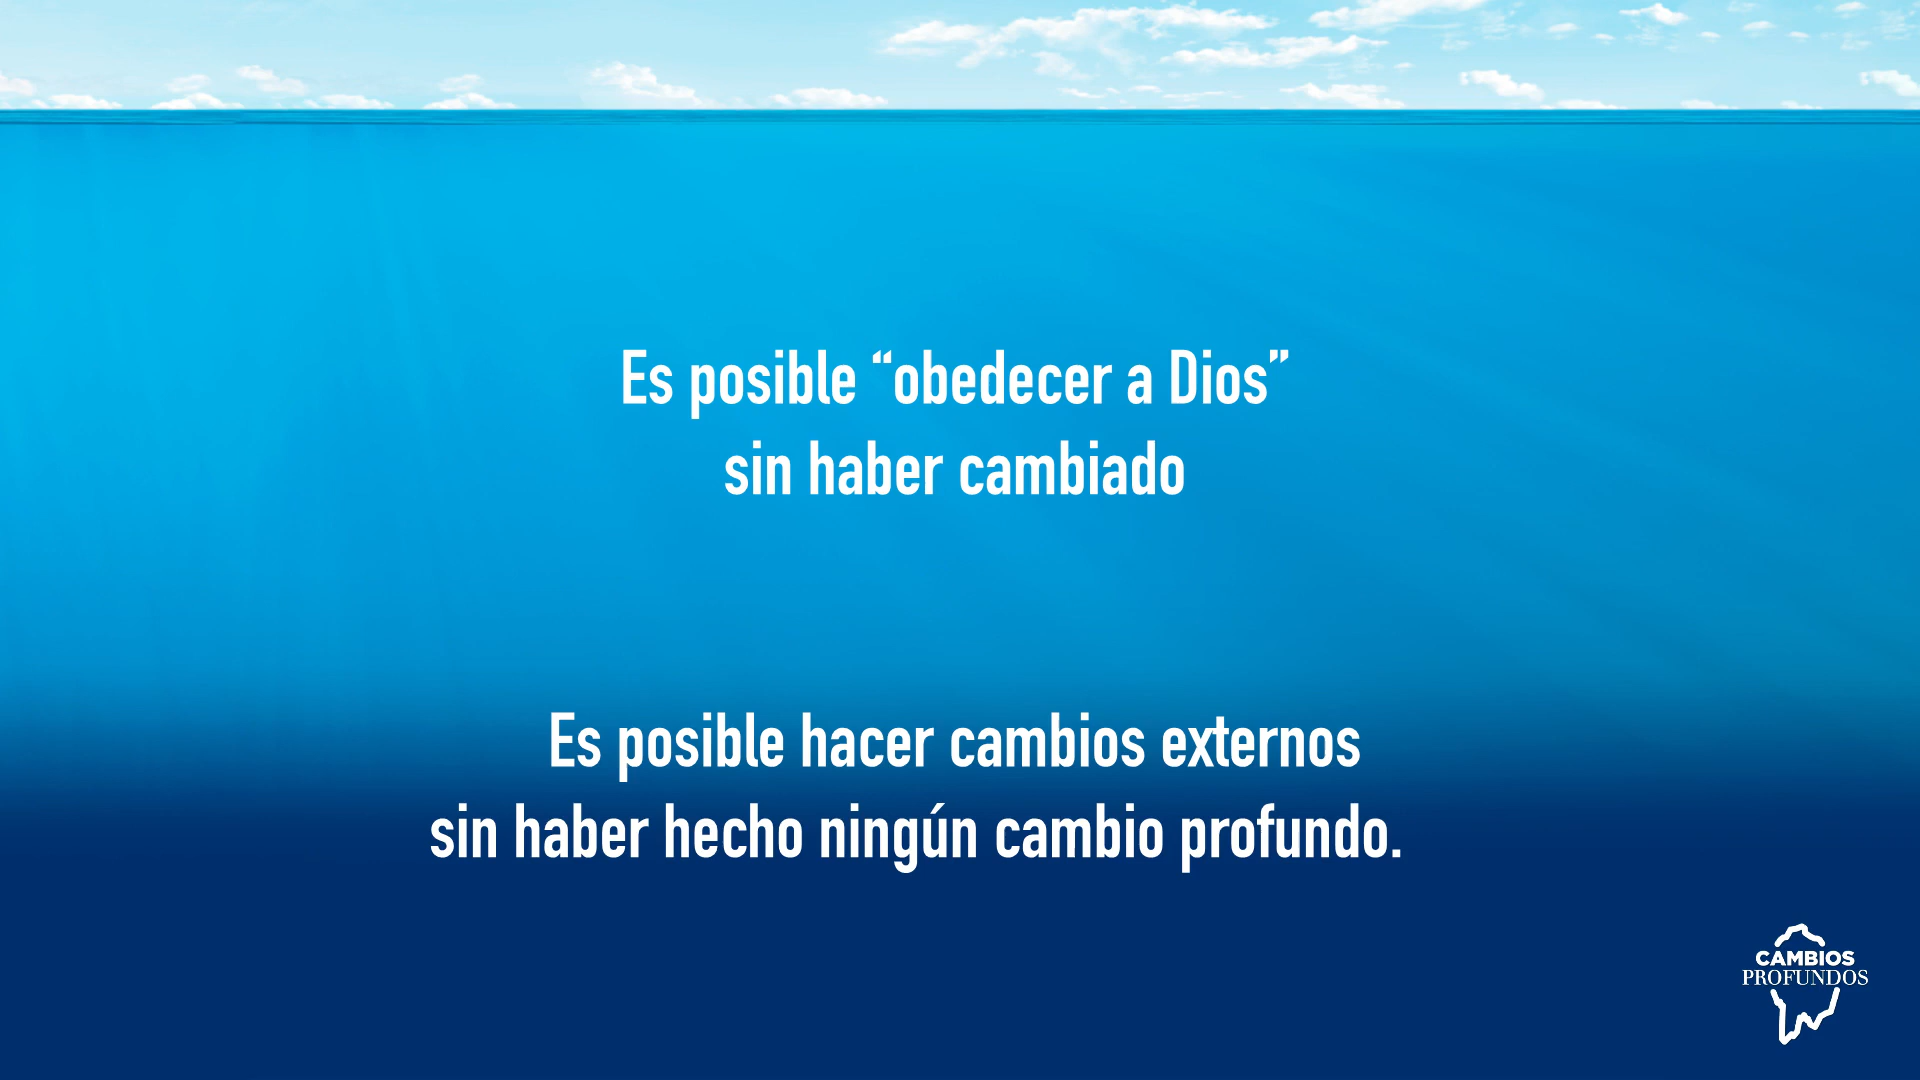 Es posible “obedecer a Dios”
sin haber cambiado
Es posible hacer cambios externos
sin haber hecho ningún cambio profundo.
CAMBIOS
PROFUNDOS